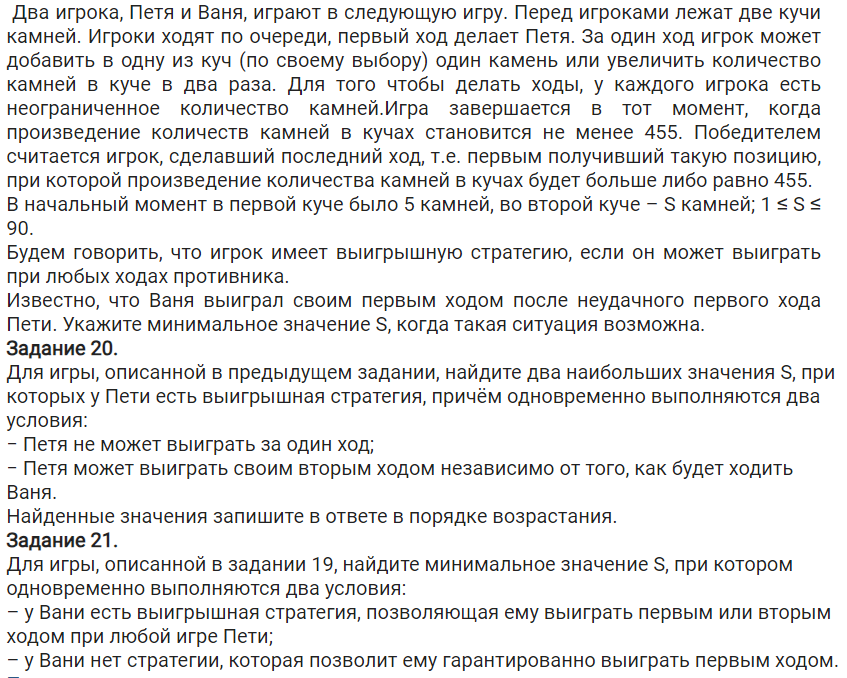 Два игрока, Петя и Ваня, играют в следующую игру. Перед игроками лежат две кучи
камней. Игроки ходят по очереди, первый ход делает Петя. За один ход игрок может
добавить в одну из куч (по своему выбору) один камень или увеличить количество
камней в куче в два раза. Для того чтобы делать ходы, у каждого игрока есть
неограниченное количество камней.Игра завершается в тот момент, когда
произведение количеств камней в кучах становится не менее 455. Победителем
считается игрок, сделавший последний ход, т.е. первым получивший такую позицию,
при которой произведение количества камней в кучах будет больше либо равно 455.
В начальный момент в первой куче было 5 камней, во второй куче – S камней; 1 ≤ S ≤
90.
Будем говорить, что игрок имеет выигрышную стратегию, если он может выиграть
при любых ходах противника.
Известно, что Ваня выиграл своим первым ходом после неудачного первого хода
Пети. Укажите минимальное значение S, когда такая ситуация возможна.
Задание 20.
Для игры, описанной в предыдущем задании, найдите два наибольших значения S, при
которых у Пети есть выигрышная стратегия, причём одновременно выполняются два
условия:
− Петя не может выиграть за один ход;
− Петя может выиграть своим вторым ходом независимо от того, как будет ходить
Ваня.
Найденные значения запишите в ответе в порядке возрастания.
Задание 21.
Для игры, описанной в задании 19, найдите минимальное значение S, при котором
одновременно выполняются два условия:
– у Вани есть выигрышная стратегия, позволяющая ему выиграть первым или вторым
ходом при любой игре Пети;
– у Вани нет стратегии, которая позволит ему гарантированно выиграть первым ходом.